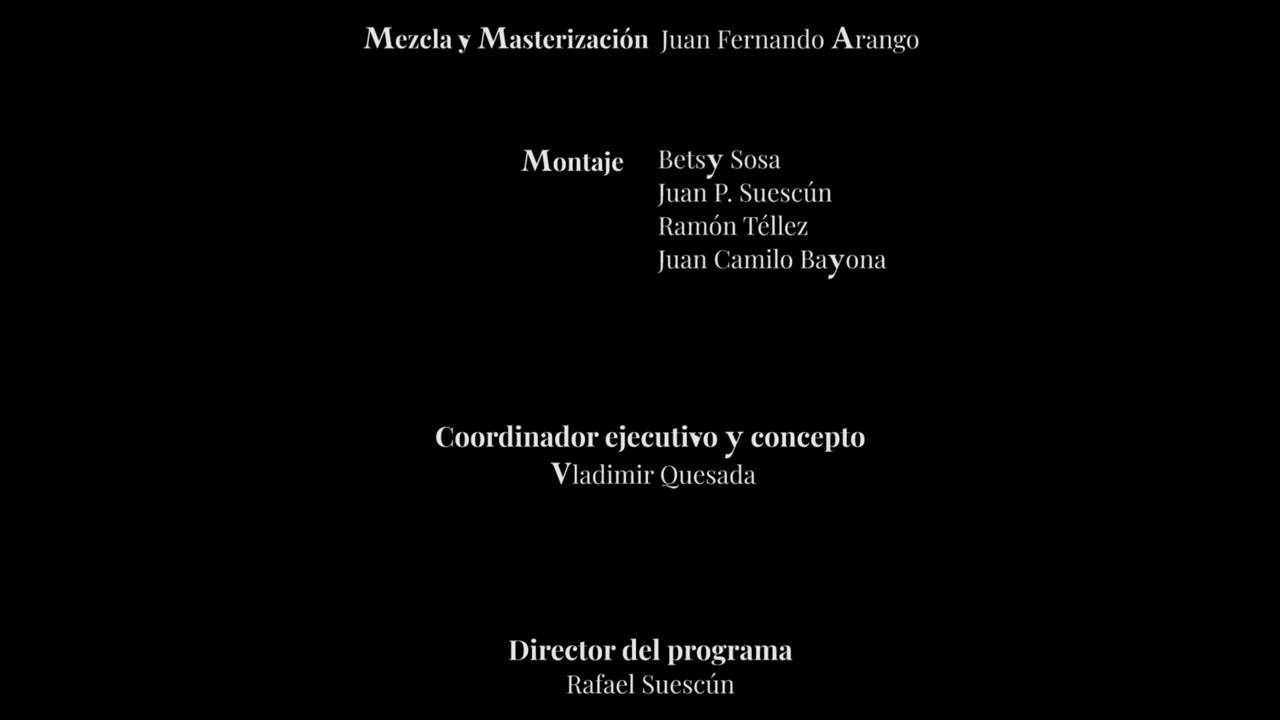 Mezcla y Masterización Juan Fernando Arango
Montaje Betsy Sosa
Juan P. Suescún
Ramón Téllez
Juan Camilo Bayona
Coordinador ejecutivo y concepto
Vladimir Quesada
Director del programa
Rafael Suescún